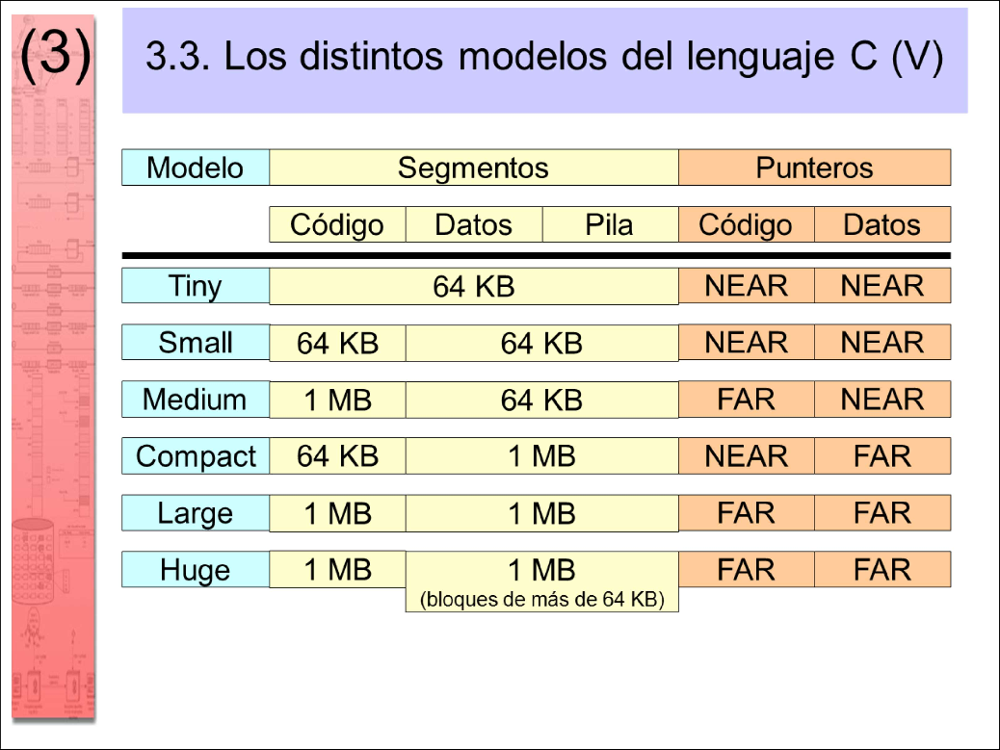 (3)
3.3. Los distintos modelos del lenguaje C (V)
Modelo Segmentos Punteros
Código Datos Pila Código Datos
Tiny 64 KB NEAR NEAR
Small 64 KB 64 KB NEAR NEAR
Medium 1 MB 64 KB FAR NEAR
Compact 64 KB 1 MB NEAR FAR
Large 1 MB 1 MB FAR FAR
Huge 1 MB 1 MB FAR FAR
(bloques de más de 64 KB)